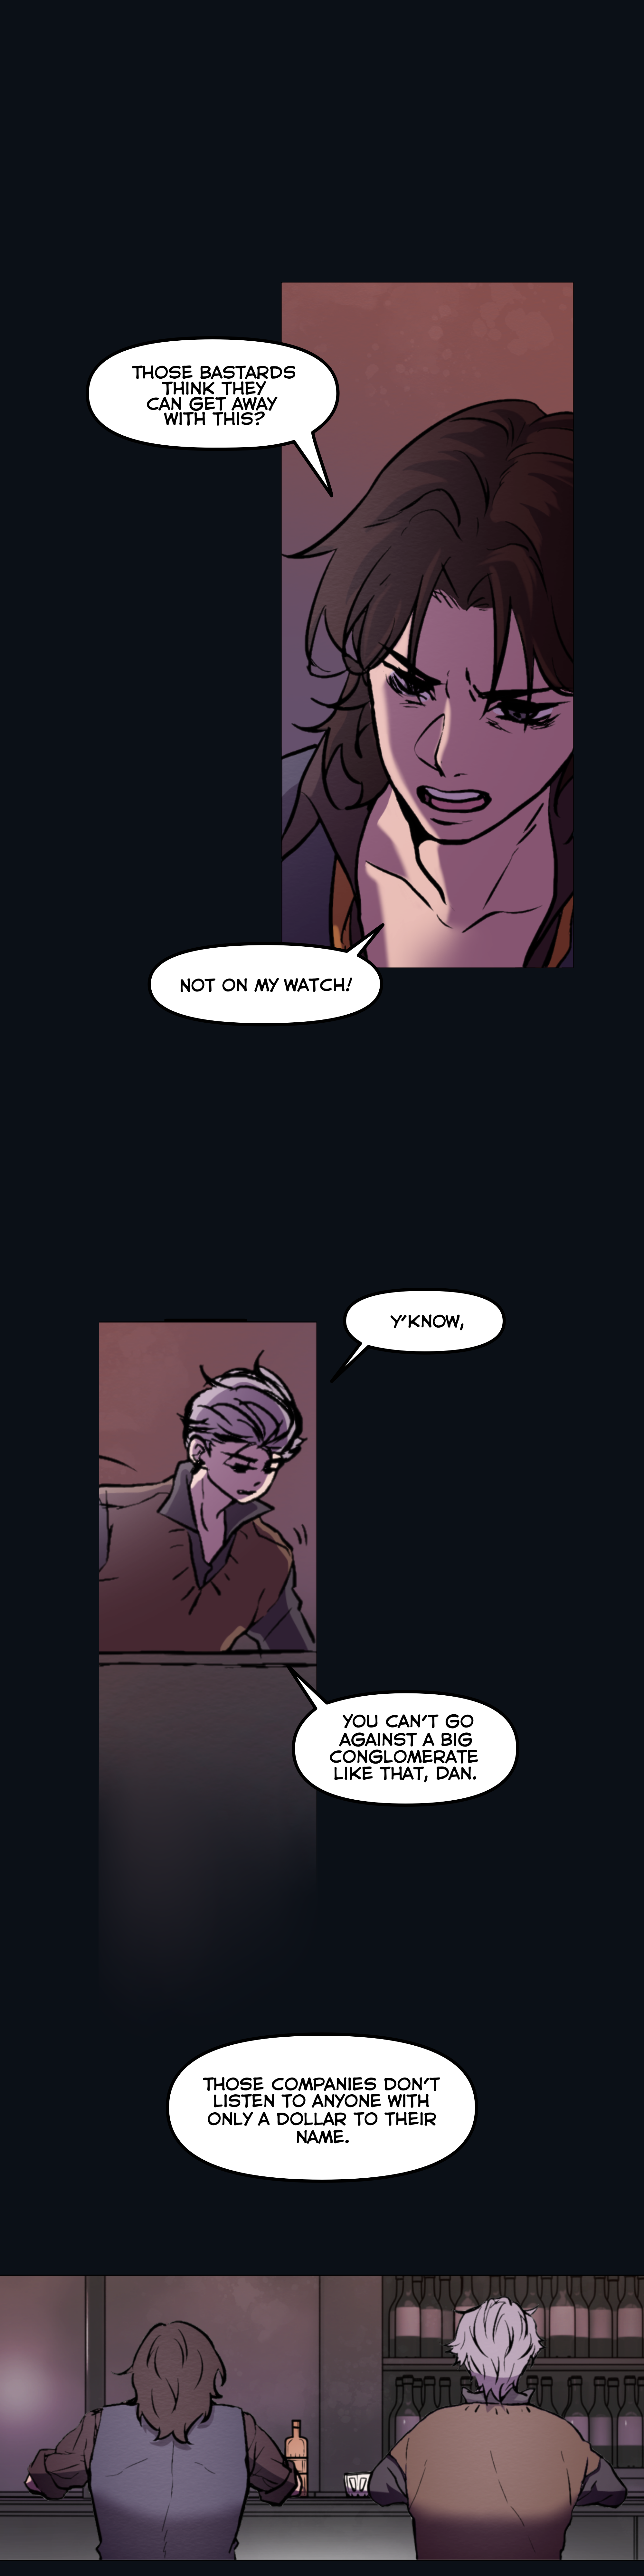 THOSE BASTARDS
THINK THEY
CAN GET AWAY
WITH THIS?
NOT ON MY WATCH!
Y'KNOW,
YOU CAN'T GO
AGAINST A BIG
CONGLOMERATE
LIKE THAT, DAN.
THOSE COMPANIES DON'T
LISTEN TO ANYONE WITH
ONLY A DOLLAR TO THEIR
NAME.